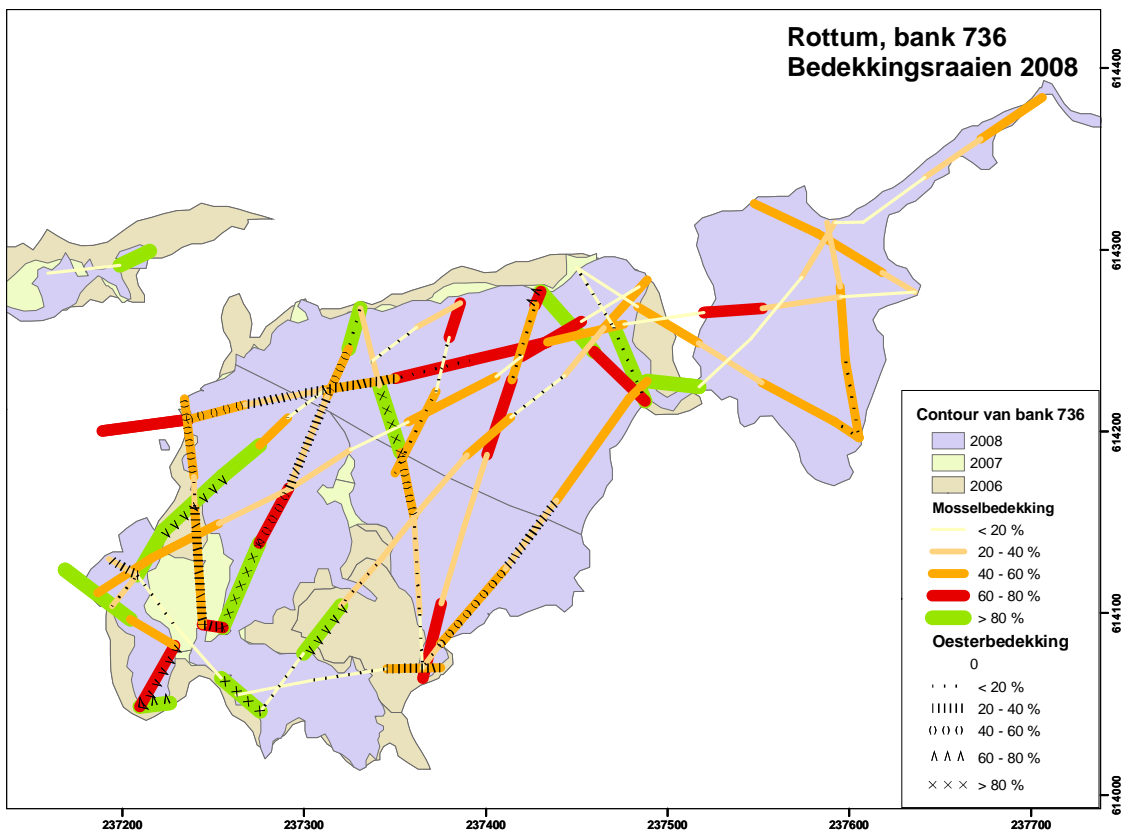 Rottum, bank 736
Bedekkingsraaien 2008
614400
614300
614200
614100
614000
Contour van bank 736
2008
2007
2006
Mosselbedekking
< 20 %
20 - 40 %
40 - 60 %
60 - 80 %
> 80 %
Oesterbedekking
0
< 20 %
20 - 40 %
40 - 60 %
60 - 80 %
> 80 %
237200
237300
237400
237500
237600
237700